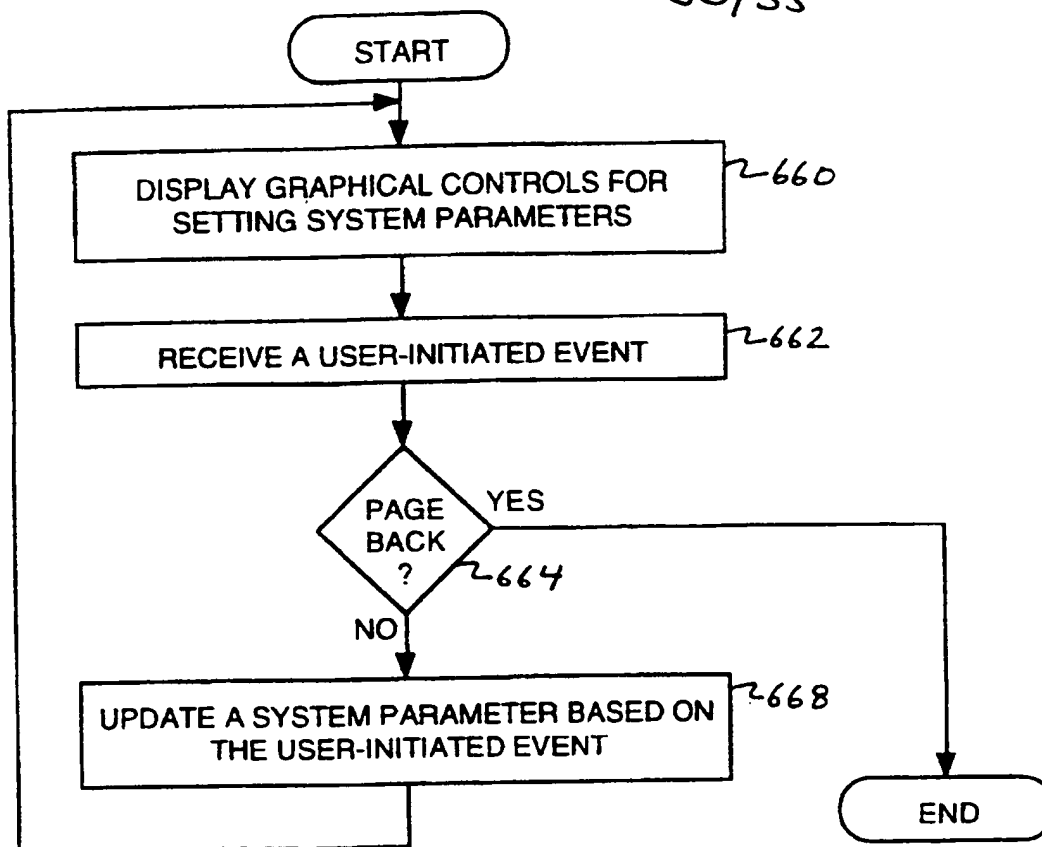 START
DISPLAY GRAPHICAL CONTROLS FOR
SETTING SYSTEM PARAMETERS
660
RECEIVE A USER-INITIATED EVENT
662
PAGE
BACK
?
YES
664
NO
UPDATE A SYSTEM PARAMETER BASED ON
THE USER-INITIATED EVENT
668
END